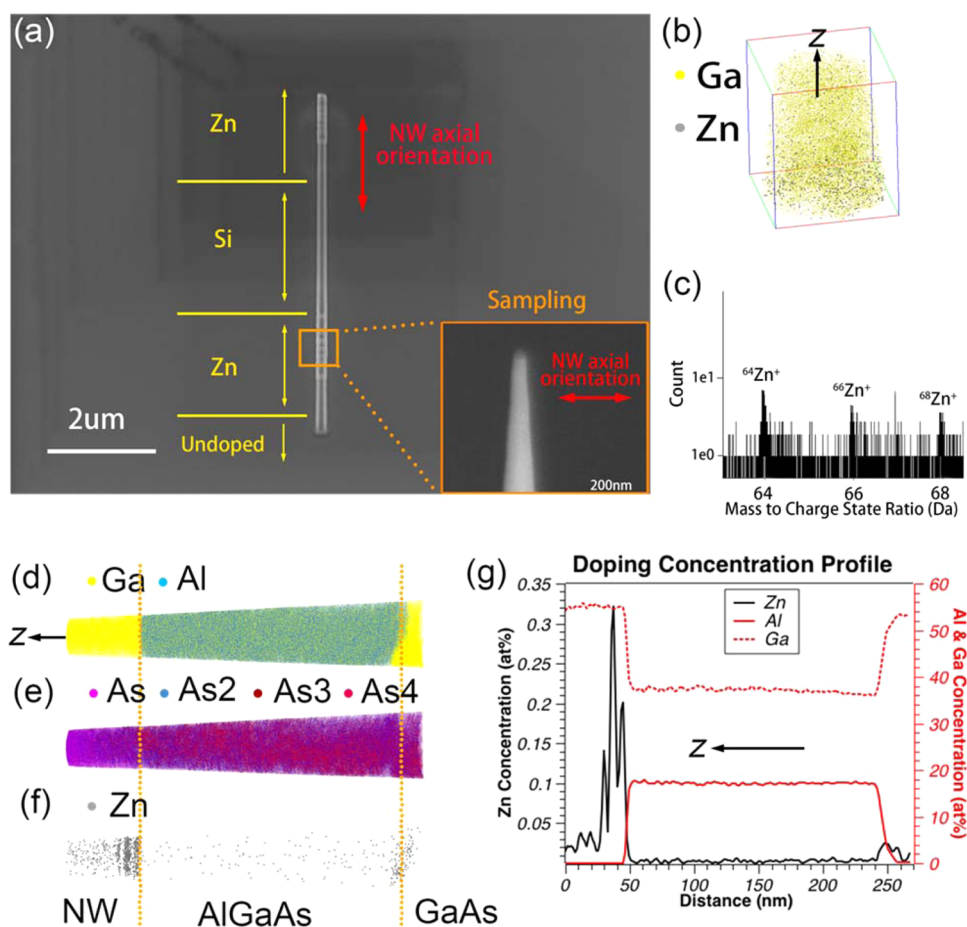 (a)
Zn
Si
Zn
Undoped
2um
NW axial
orientation
Sampling
NW axial
orientation
200nm
(b)
z
Ga
Zn
(c)
Count
1e1
1e0
⁶⁴Zn⁺
⁶⁶Zn⁺
⁶⁸Zn⁺
64 66 68
Mass to Charge State Ratio (Da)
(d)
Ga Al
z
(e)
As As2 As3 As4
(f)
Zn
NW AlGaAs GaAs
(g)
Doping Concentration Profile
Zn Concentration (at%)
0.35
0.3
0.25
0.2
0.15
0.1
0.05
Zn
Al
Ga
z
0 50 100 150 200 250
Distance (nm)
60
50
40
30
20
10
0
Al & Ga Concentration (at%)